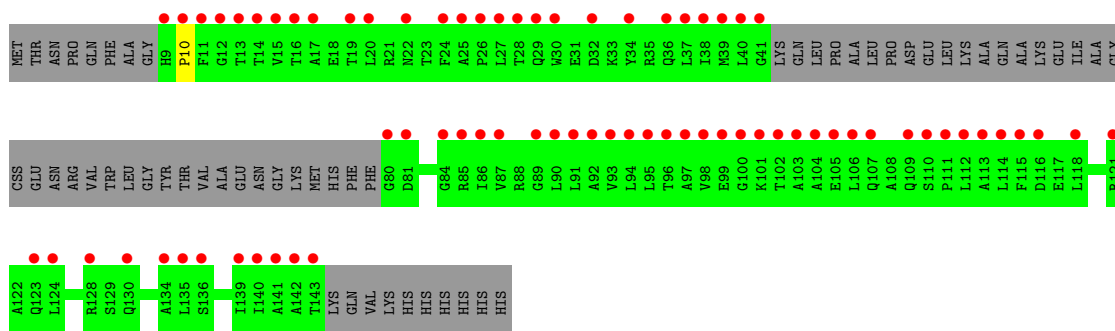 MET THR ASN PRO GLN PHE ALA GLY H9 P10 F11 G12 T13 T14 V15 T16 A17 E18 T19 L20 R21 N22 T23 F24 A25 P26 L27 T28 Q29 W30 E31 D32 K33 Y34 R35 Q36 L37 I38 M39 L40 G41 LYS GLN LEU PRO ALA LEU PRO ASP GLU LEU LYS ALA GLN ALA LYS GLU ILE ALA GLY
CSS GLU ASN ARG VAL TRP LEU GLY TYR THR VAL ALA GLU ASN GLY LYS MET HIS PHE PHE G80 D81 G84 R85 I86 V87 R88 G89 L90 L91 A92 V93 L94 L95 T96 A97 V98 E99 G100 K101 T102 A103 A104 E105 L106 Q107 A108 Q109 S110 P111 L112 A113 L114 F115 D116 E117 L118 R121
A122 Q123 L124 R128 S129 Q130 A134 L135 S136 I139 I140 A141 A142 T143 LYS GLN VAL LYS HIS HIS HIS HIS HIS HIS